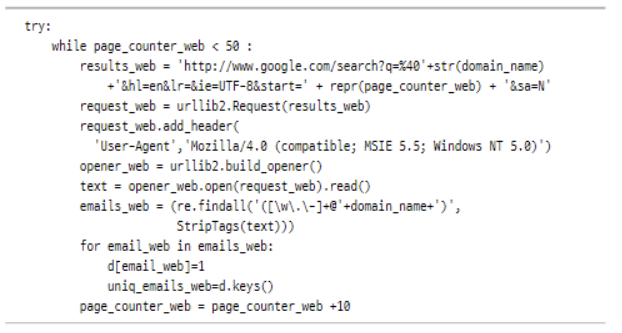 try:
    while page_counter_web < 50 :
        results_web = 'http://www.google.com/search?q=%40'+str(domain_name)
            +'&hl=en&lr=&ie=UTF-8&start=' + repr(page_counter_web) + '&sa=N'
        request_web = urllib2.Request(results_web)
        request_web.add_header(
          'User-Agent','Mozilla/4.0 (compatible; MSIE 5.5; Windows NT 5.0)')
        opener_web = urllib2.build_opener()
        text = opener_web.open(request_web).read()
        emails_web = (re.findall('([\w\.\-]+@'+domain_name+')',
                      StripTags(text)))
        for email_web in emails_web:
            d[email_web]=1
            uniq_emails_web=d.keys()
        page_counter_web = page_counter_web +10